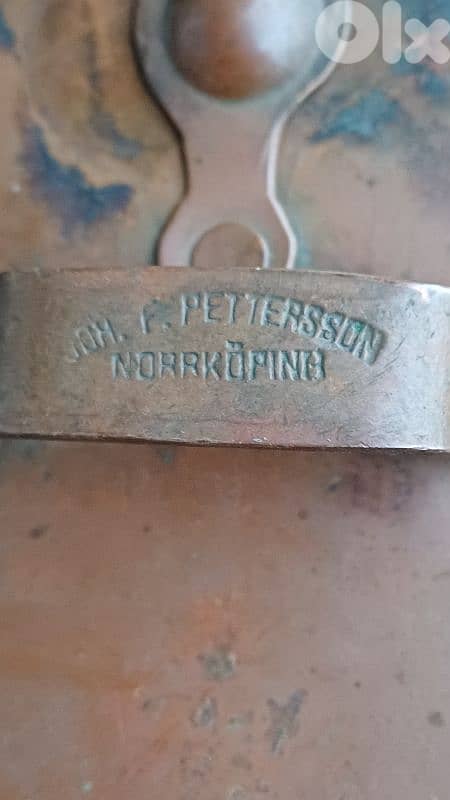 Olx
JOH. F. PETTERSSON
NORRKÖPING